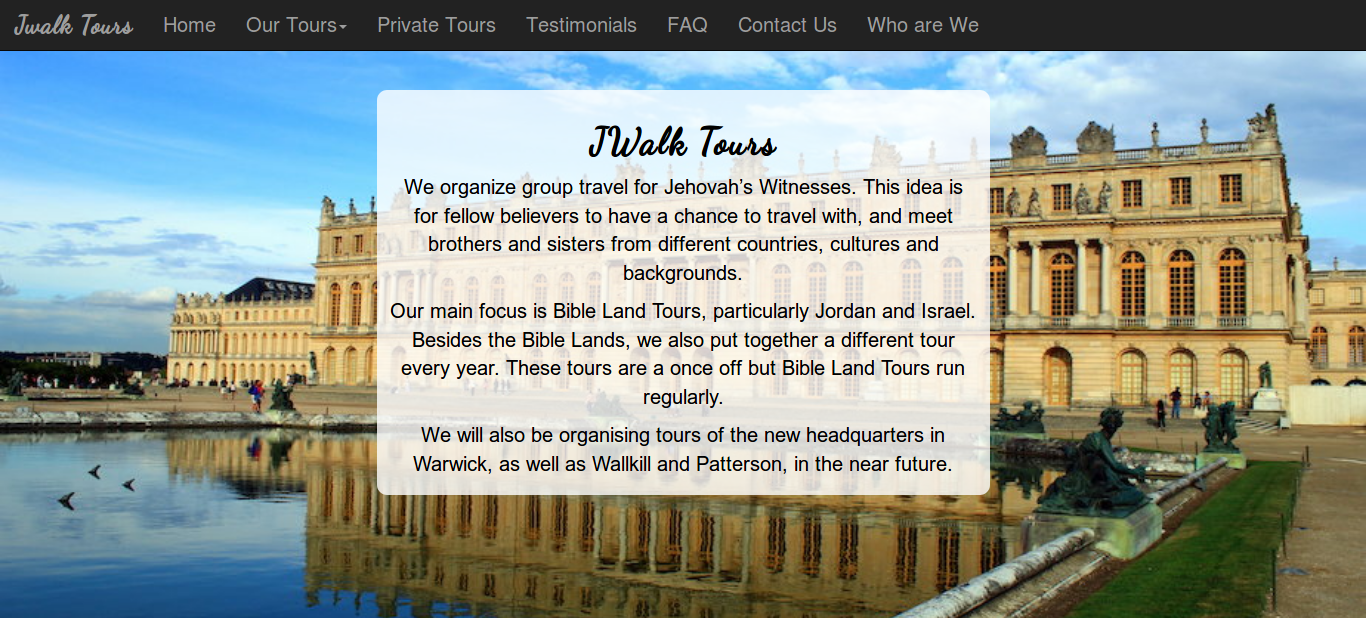 Jwalk Tours Home Our Tours Private Tours Testimonials FAQ Contact Us Who are We
JWalk Tours
We organize group travel for Jehovah's Witnesses. This idea is
for fellow believers to have a chance to travel with, and meet
brothers and sisters from different countries, cultures and
backgrounds.
Our main focus is Bible Land Tours, particularly Jordan and Israel.
Besides the Bible Lands, we also put together a different tour
every year. These tours are a once off but Bible Land Tours run
regularly.
We will also be organising tours of the new headquarters in
Warwick, as well as Wallkill and Patterson, in the near future.